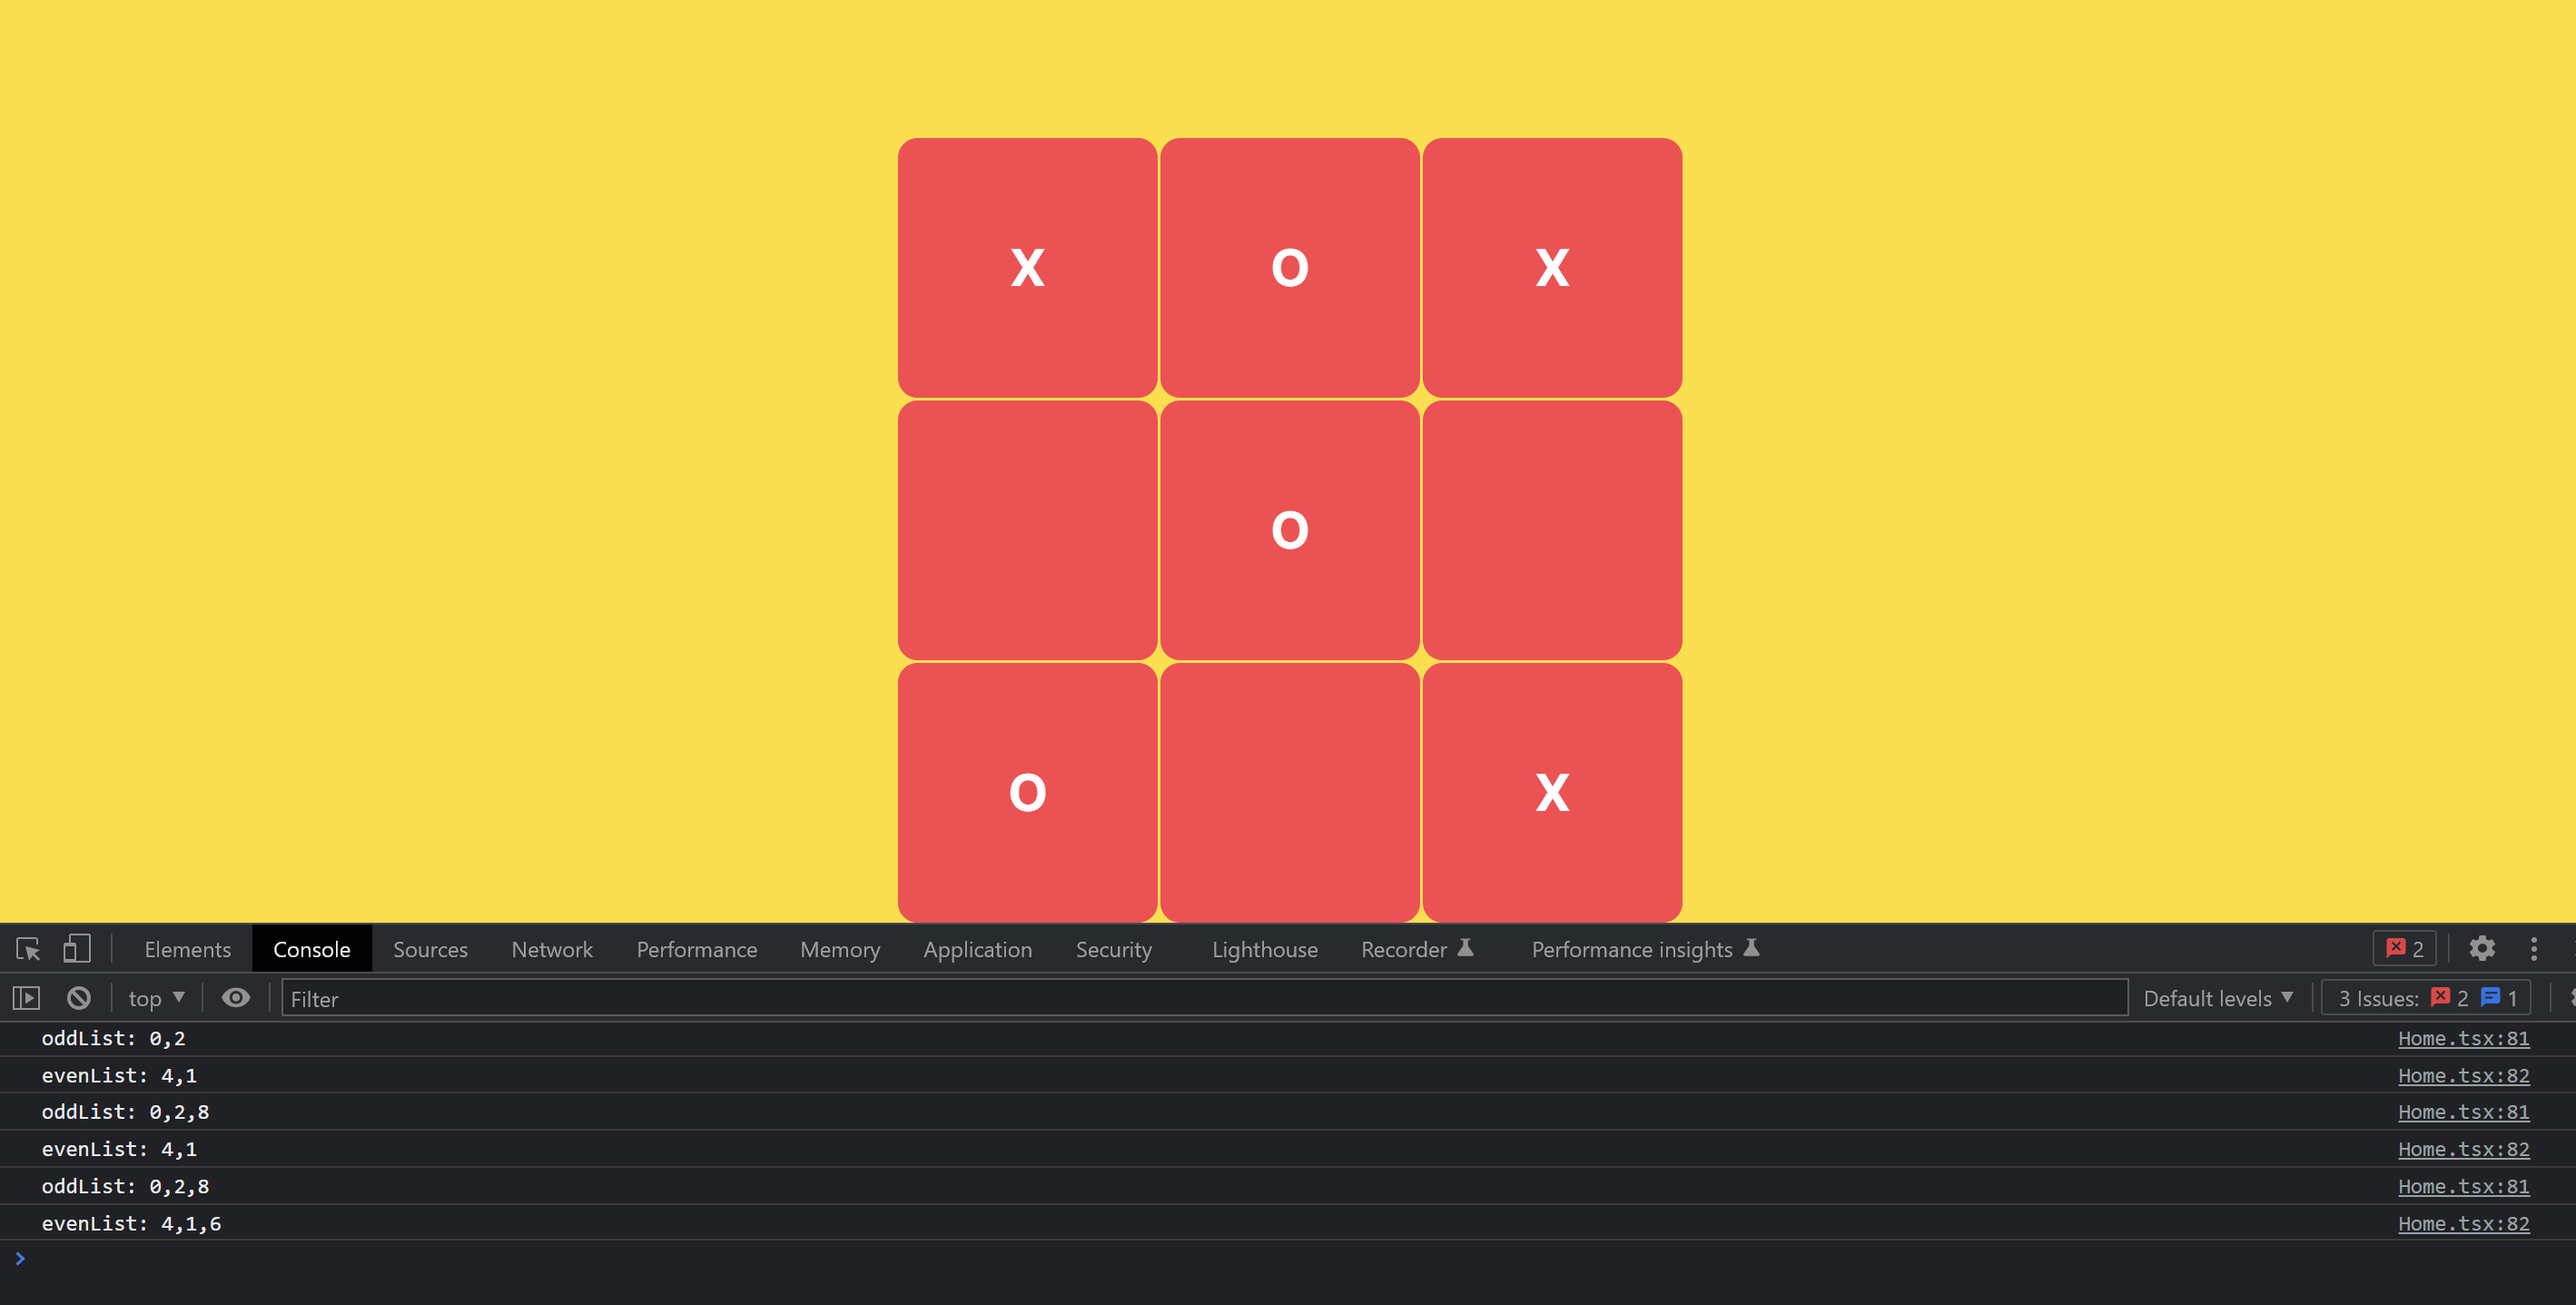 X O X
O
O X
Elements Console Sources Network Performance Memory Application Security Lighthouse Recorder Performance insights 2
top Filter Default levels 3 Issues: 2 1
oddList: 0,2 Home.tsx:81
evenList: 4,1 Home.tsx:82
oddList: 0,2,8 Home.tsx:81
evenList: 4,1 Home.tsx:82
oddList: 0,2,8 Home.tsx:81
evenList: 4,1,6 Home.tsx:82